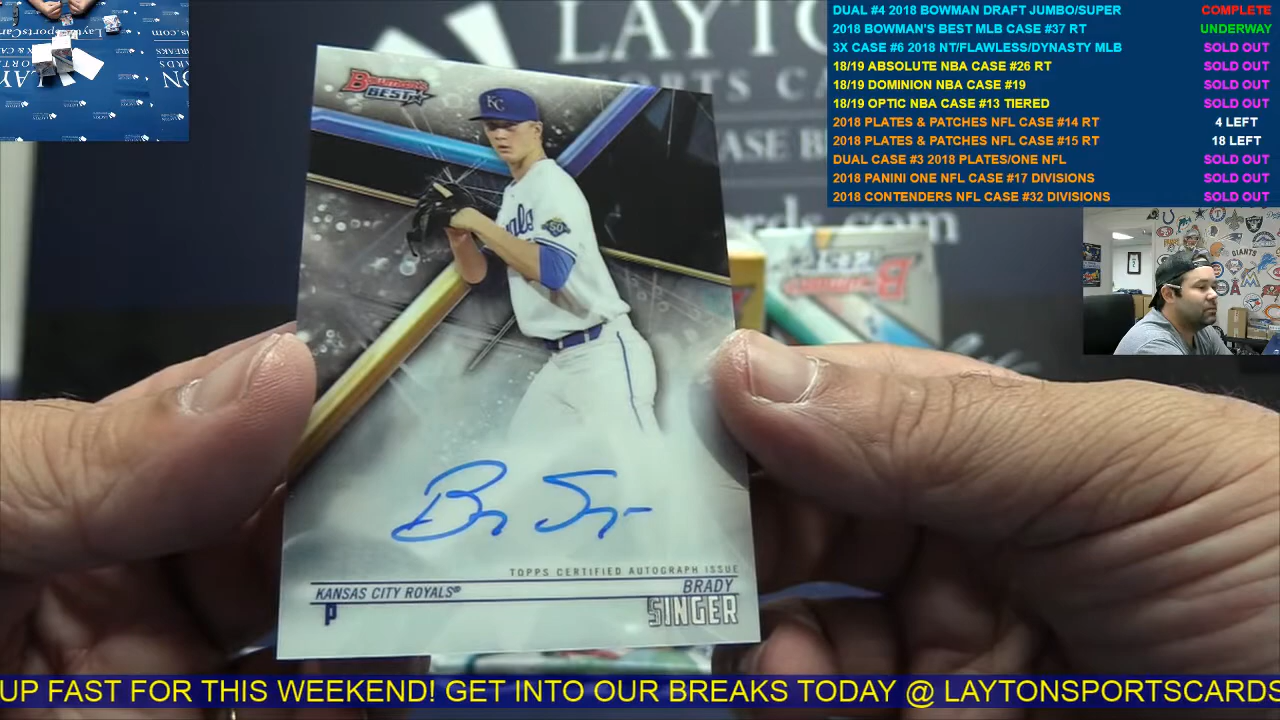 DUAL #4 2018 BOWMAN DRAFT JUMBO/SUPER COMPLETE
2018 BOWMAN'S BEST MLB CASE #37 RT UNDERWAY
3X CASE #6 2018 NT/FLAWLESS/DYNASTY MLB SOLD OUT
18/19 ABSOLUTE NBA CASE #26 RT SOLD OUT
18/19 DOMINION NBA CASE #19 SOLD OUT
18/19 OPTIC NBA CASE #13 TIERED SOLD OUT
2018 PLATES & PATCHES NFL CASE #14 RT 4 LEFT
2018 PLATES & PATCHES NFL CASE #15 RT 18 LEFT
DUAL CASE #3 2018 PLATES/ONE NFL SOLD OUT
2018 PANINI ONE NFL CASE #17 DIVISIONS SOLD OUT
2018 CONTENDERS NFL CASE #32 DIVISIONS SOLD OUT
LAYTON
BOWMAN'S
BEST
KC
GIANTS
50
TOPPS CERTIFIED AUTOGRAPH ISSUE
KANSAS CITY ROYALS®
BRADY
P
SINGER
UP FAST FOR THIS WEEKEND! GET INTO OUR BREAKS TODAY @ LAYTONSPORTSCARDS